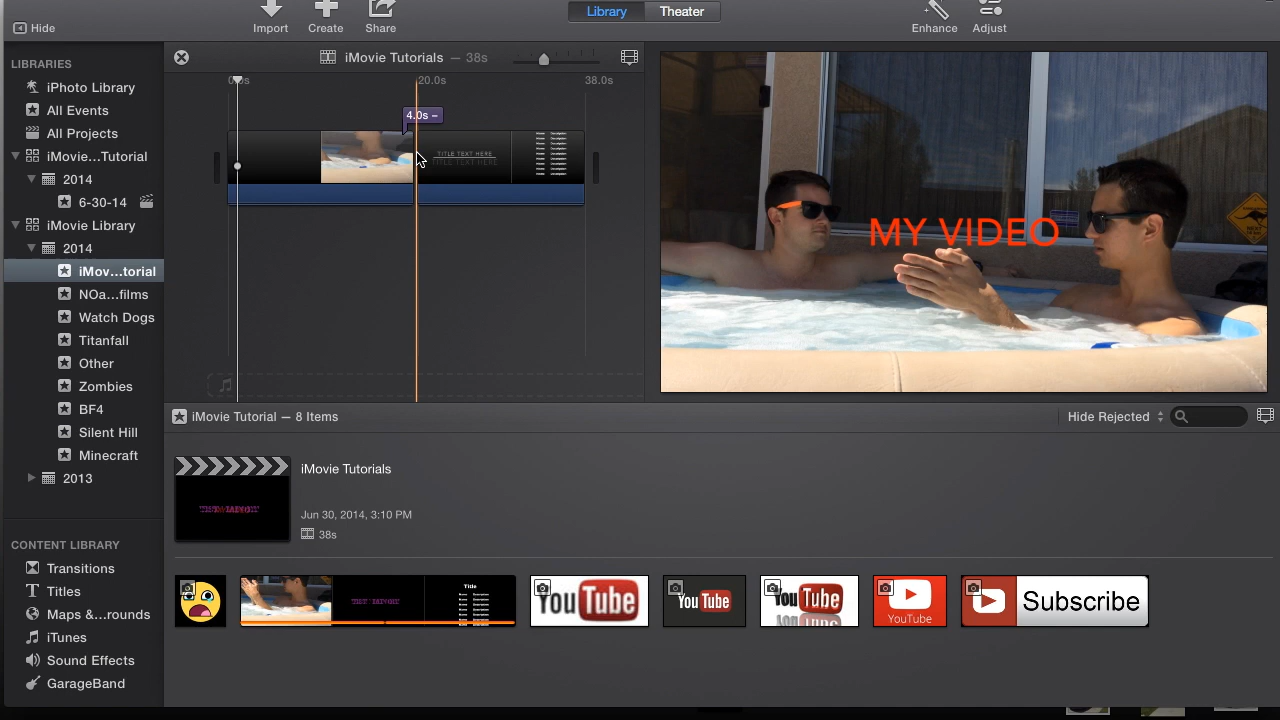 Library
Theater
Hide
Import
Create
Share
Enhance
Adjust
LIBRARIES
iPhoto Library
All Events
All Projects
iMovie...Tutorial
2014
6-30-14
iMovie Library
2014
iMov...torial
NOa...films
Watch Dogs
Titanfall
Other
Zombies
BF4
Silent Hill
Minecraft
2013
CONTENT LIBRARY
Transitions
Titles
Maps &...rounds
iTunes
Sound Effects
GarageBand
iMovie Tutorials — 38s
20.0s
38.0s
4.0s –
TITLE TEXT HERE
MY VIDEO
iMovie Tutorial — 8 Items
Hide Rejected
iMovie Tutorials
Jun 30, 2014, 3:10 PM
38s
Title
YouTube
YouTube
YouTube
YouTube
Subscribe